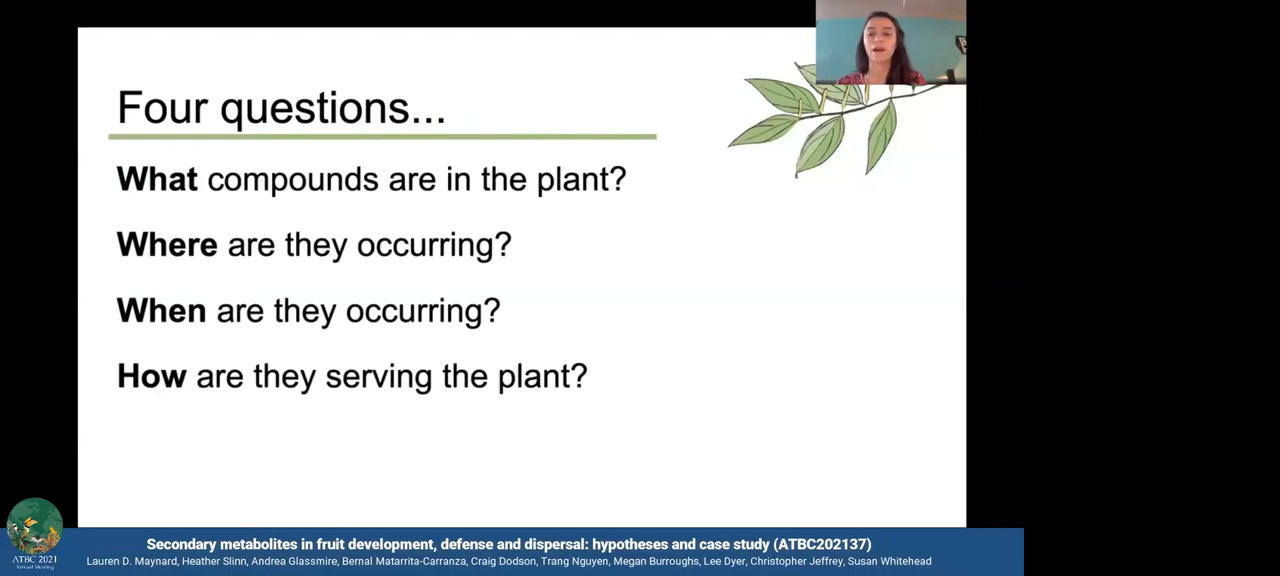 Four questions...
What compounds are in the plant?
Where are they occurring?
When are they occurring?
How are they serving the plant?
ATBC 2021
Virtual Meeting
Secondary metabolites in fruit development, defense and dispersal: hypotheses and case study (ATBC202137)
Lauren D. Maynard, Heather Slinn, Andrea Glassmire, Bernal Matarrita-Carranza, Craig Dodson, Trang Nguyen, Megan Burroughs, Lee Dyer, Christopher Jeffrey, Susan Whitehead